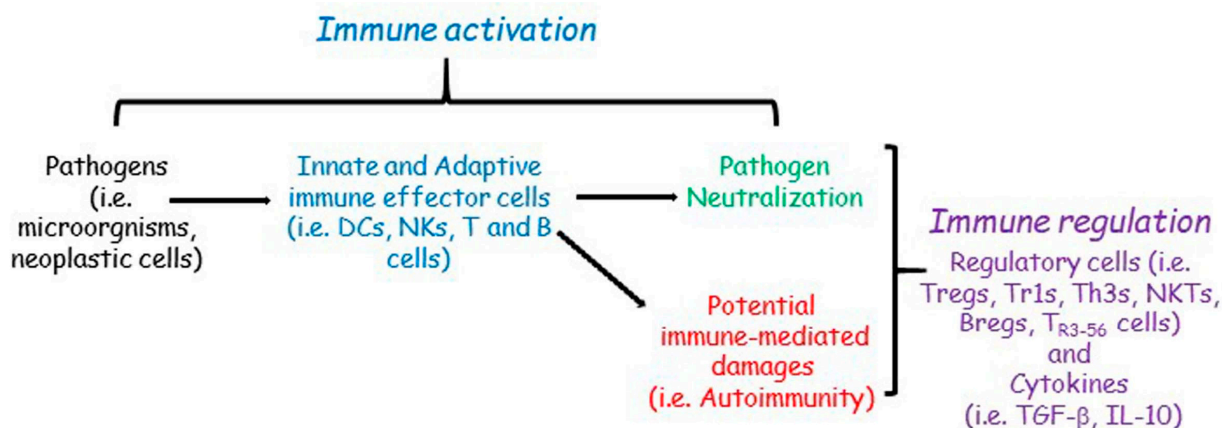 Immune activation
Pathogens
(i.e.
microorgnisms,
neoplastic cells)
Innate and Adaptive
immune effector cells
(i.e. DCs, NKs, T and B
cells)
Pathogen
Neutralization
Potential
immune-mediated
damages
(i.e. Autoimmunity)
Immune regulation
Regulatory cells (i.e.
Tregs, Tr1s, Th3s, NKTs,
Bregs, TR3-56 cells)
and
Cytokines
(i.e. TGF-β, IL-10)